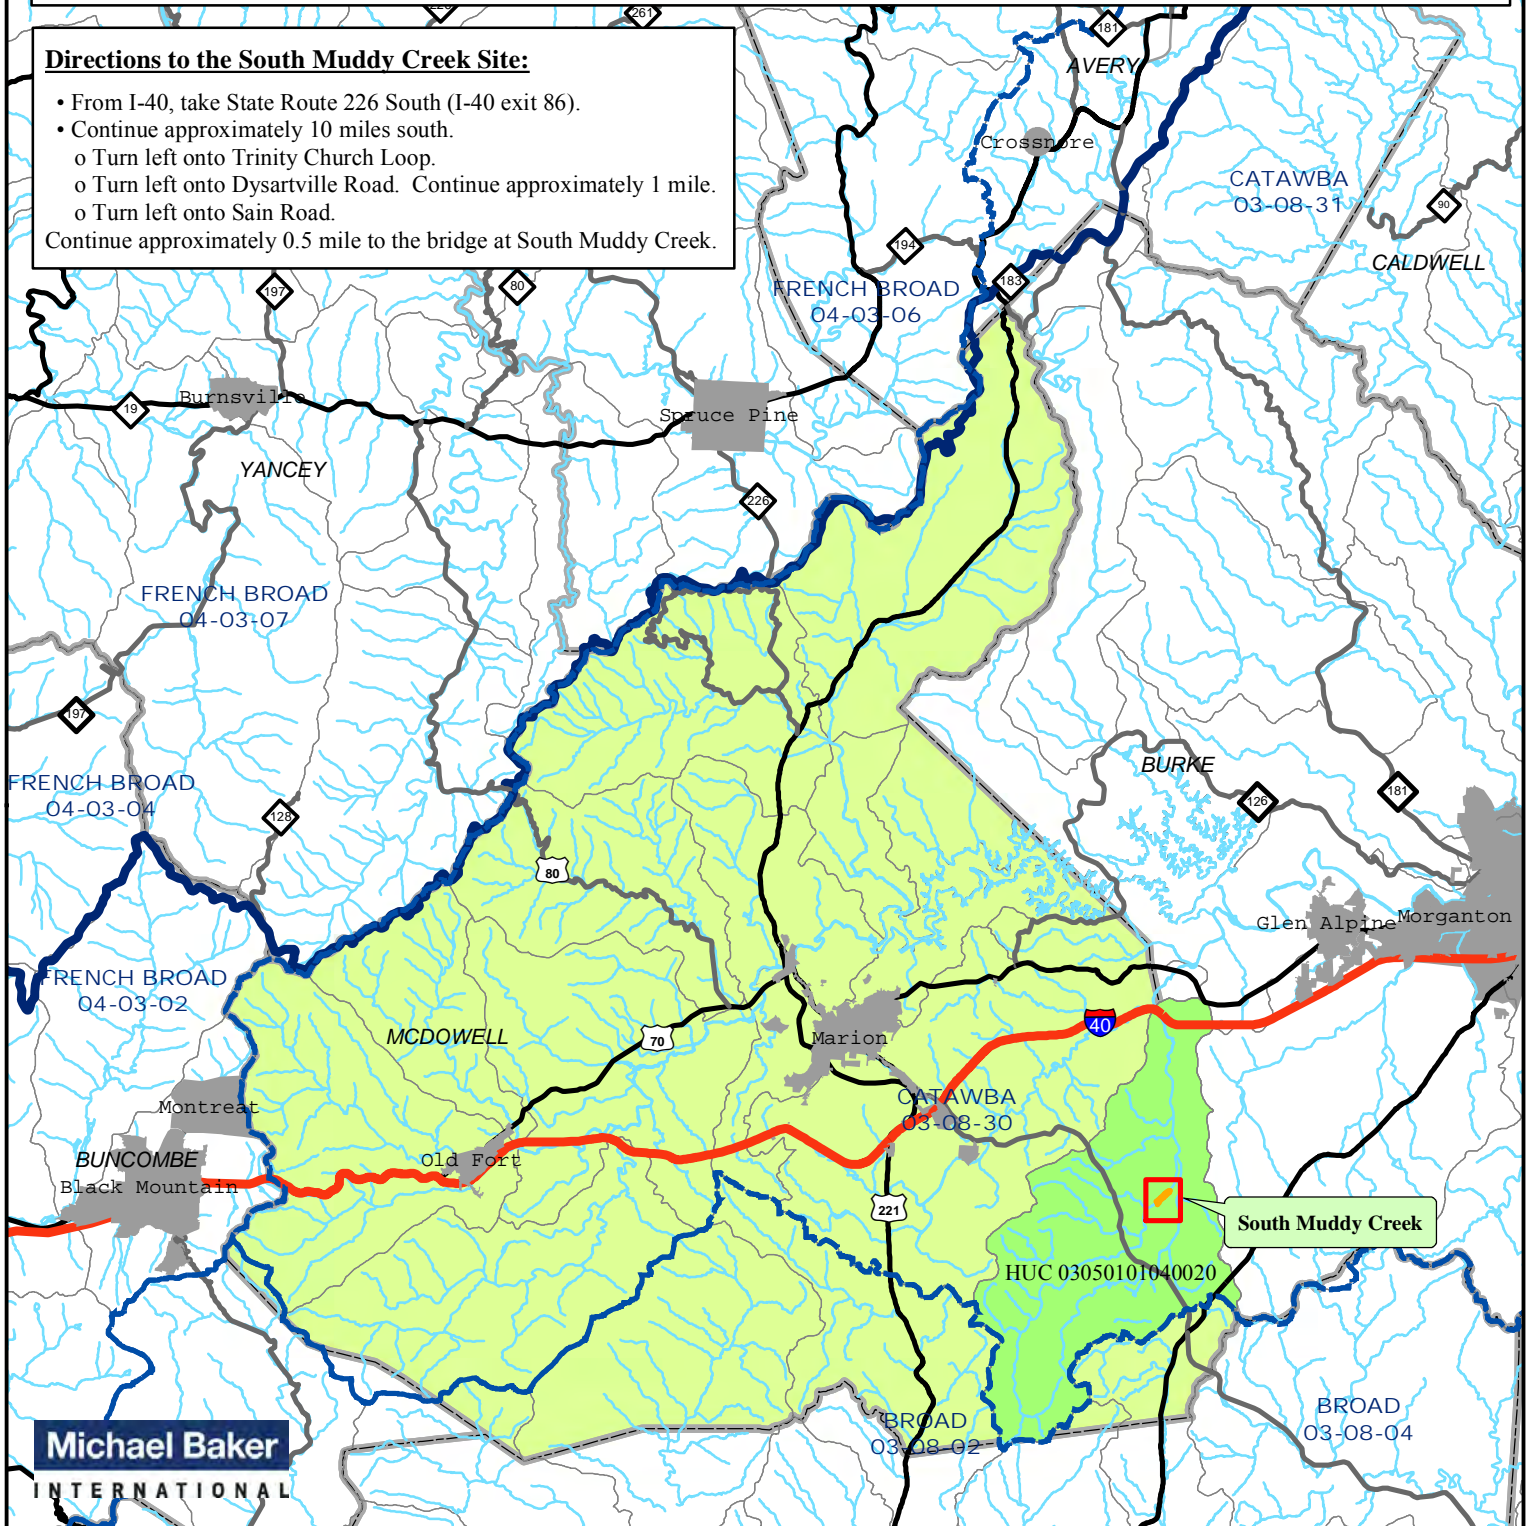 226
261
181
AVERY
Directions to the South Muddy Creek Site:
• From I-40, take State Route 226 South (I-40 exit 86).
• Continue approximately 10 miles south.
o Turn left onto Trinity Church Loop.
o Turn left onto Dysartville Road. Continue approximately 1 mile.
o Turn left onto Sain Road.
Continue approximately 0.5 mile to the bridge at South Muddy Creek.
Crossnore
CATAWBA
03-08-31
90
194
CALDWELL
183
197
80
FRENCH BROAD
04-03-06
Burnsville
19
Spruce Pine
YANCEY
226
FRENCH BROAD
04-03-07
197
BURKE
FRENCH BROAD
04-03-04
128
126
181
80
Glen Alpine
Morganton
FRENCH BROAD
04-03-02
MCDOWELL
70
Marion
40
CATAWBA
03-08-30
Montreat
BUNCOMBE
Black Mountain
Old Fort
221
South Muddy Creek
HUC 03050101040020
BROAD
03-08-02
BROAD
03-08-04
Michael Baker
INTERNATIONAL